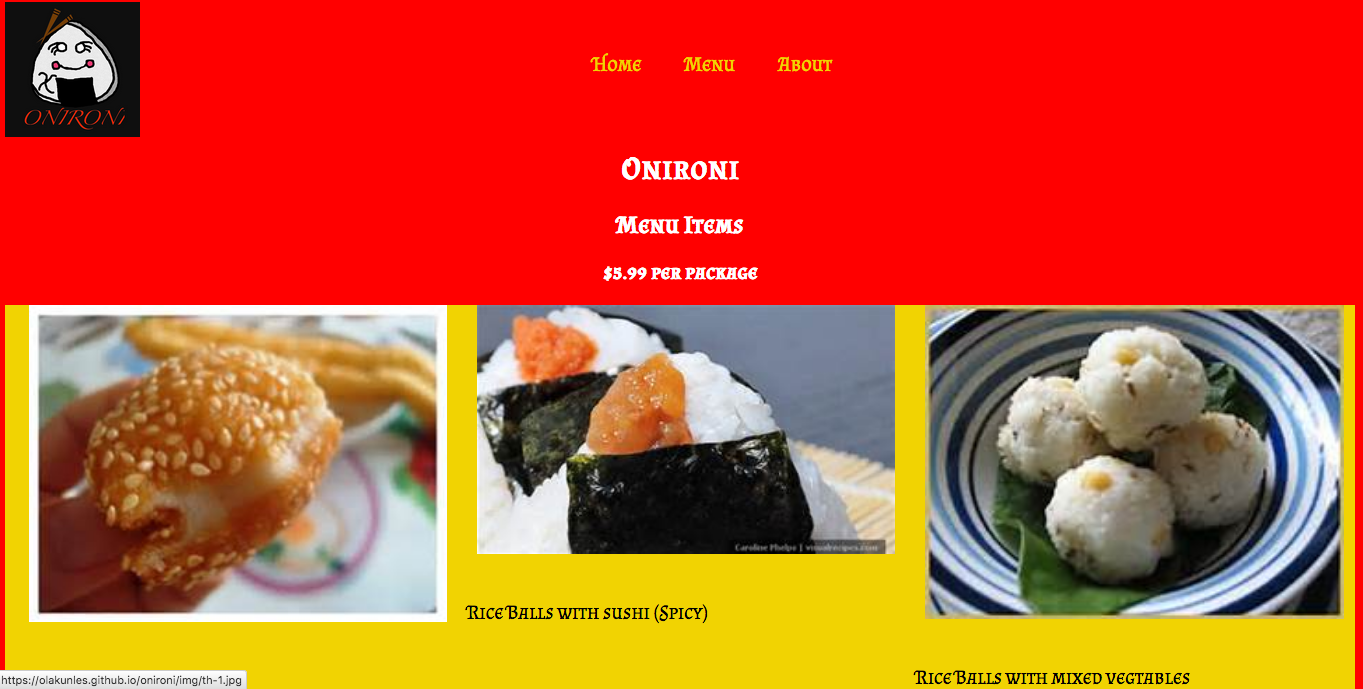 ONIRONI
Home Menu About
Onironi
Menu Items
$5.99 per package
Caroline Phelps | visualrecipes.com
Rice Balls with sushi (Spicy)
Rice Balls with mixed vegtables
https://olakunles.github.io/onironi/img/th-1.jpg